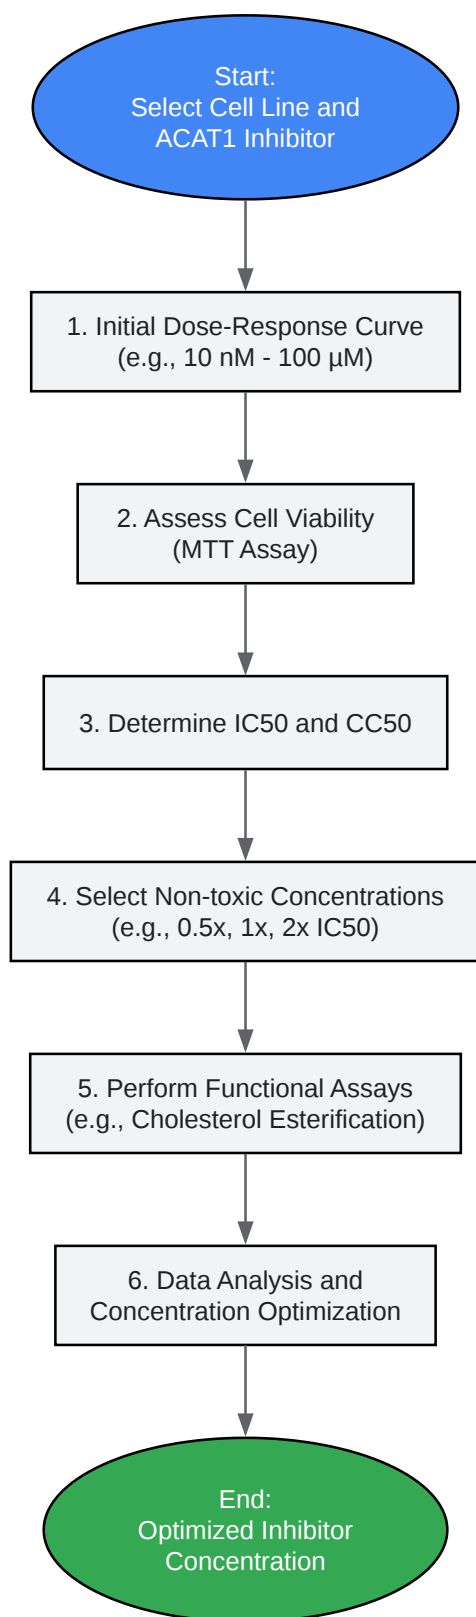 Start:
Select Cell Line and
ACAT1 Inhibitor
1. Initial Dose-Response Curve
(e.g., 10 nM - 100 µM)
2. Assess Cell Viability
(MTT Assay)
3. Determine IC50 and CC50
4. Select Non-toxic Concentrations
(e.g., 0.5x, 1x, 2x IC50)
5. Perform Functional Assays
(e.g., Cholesterol Esterification)
6. Data Analysis and
Concentration Optimization
End:
Optimized Inhibitor
Concentration